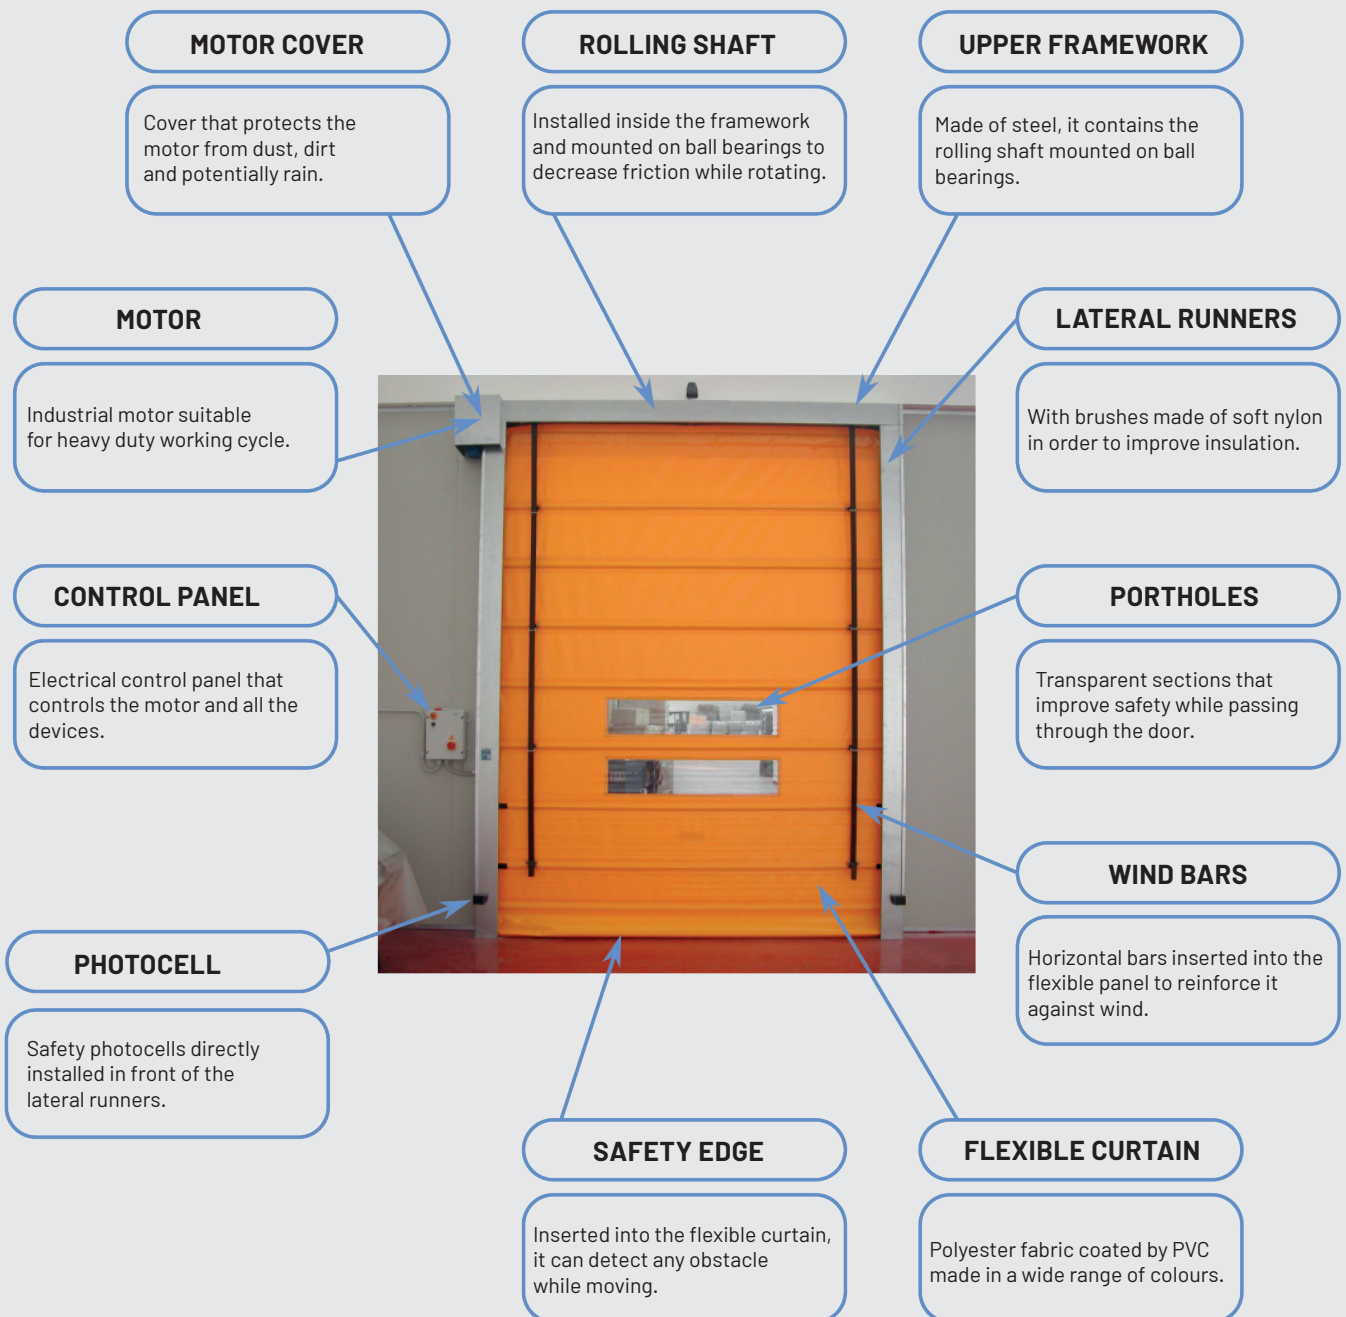 MOTOR COVER
Cover that protects the
motor from dust, dirt
and potentially rain.
ROLLING SHAFT
Installed inside the framework
and mounted on ball bearings to
decrease friction while rotating.
UPPER FRAMEWORK
Made of steel, it contains the
rolling shaft mounted on ball
bearings.
MOTOR
Industrial motor suitable
for heavy duty working cycle.
LATERAL RUNNERS
With brushes made of soft nylon
in order to improve insulation.
CONTROL PANEL
Electrical control panel that
controls the motor and all the
devices.
PORTHOLES
Transparent sections that
improve safety while passing
through the door.
WIND BARS
Horizontal bars inserted into the
flexible panel to reinforce it
against wind.
PHOTOCELL
Safety photocells directly
installed in front of the
lateral runners.
SAFETY EDGE
Inserted into the flexible curtain,
it can detect any obstacle
while moving.
FLEXIBLE CURTAIN
Polyester fabric coated by PVC
made in a wide range of colours.